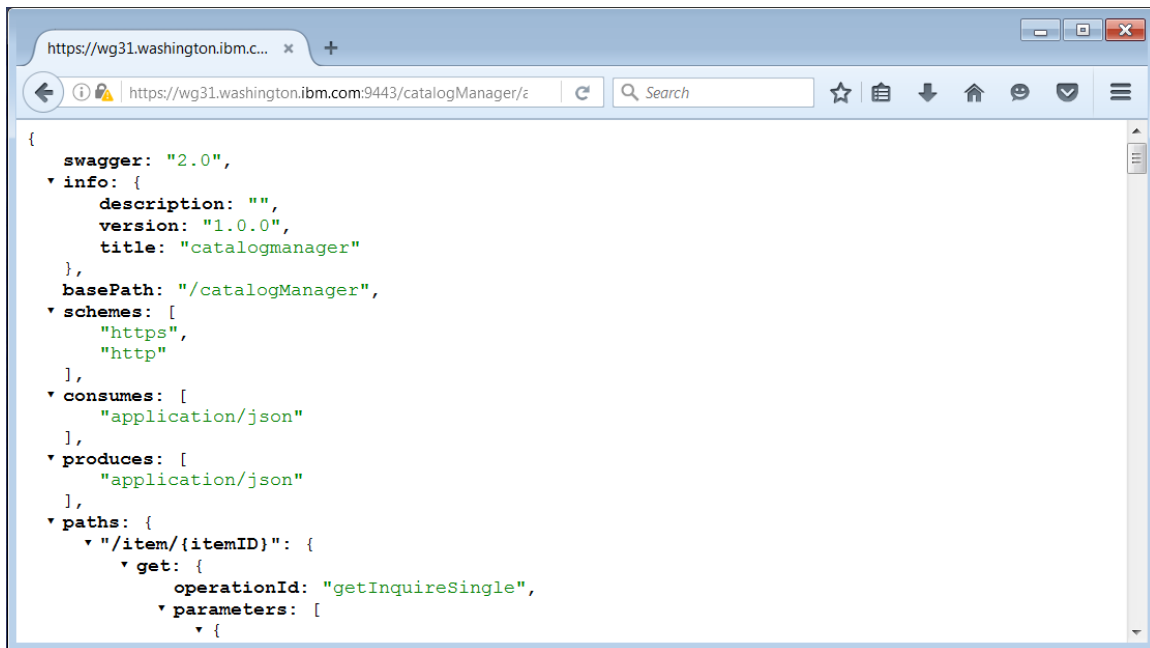 https://wg31.washington.ibm.c...
https://wg31.washington.ibm.com:9443/catalogManager/a
Search
{
swagger: "2.0",
info: {
description: "",
version: "1.0.0",
title: "catalogmanager"
},
basePath: "/catalogManager",
schemes: [
"https",
"http"
],
consumes: [
"application/json"
],
produces: [
"application/json"
],
paths: {
"/item/{itemID}": {
get: {
operationId: "getInquireSingle",
parameters: [
{